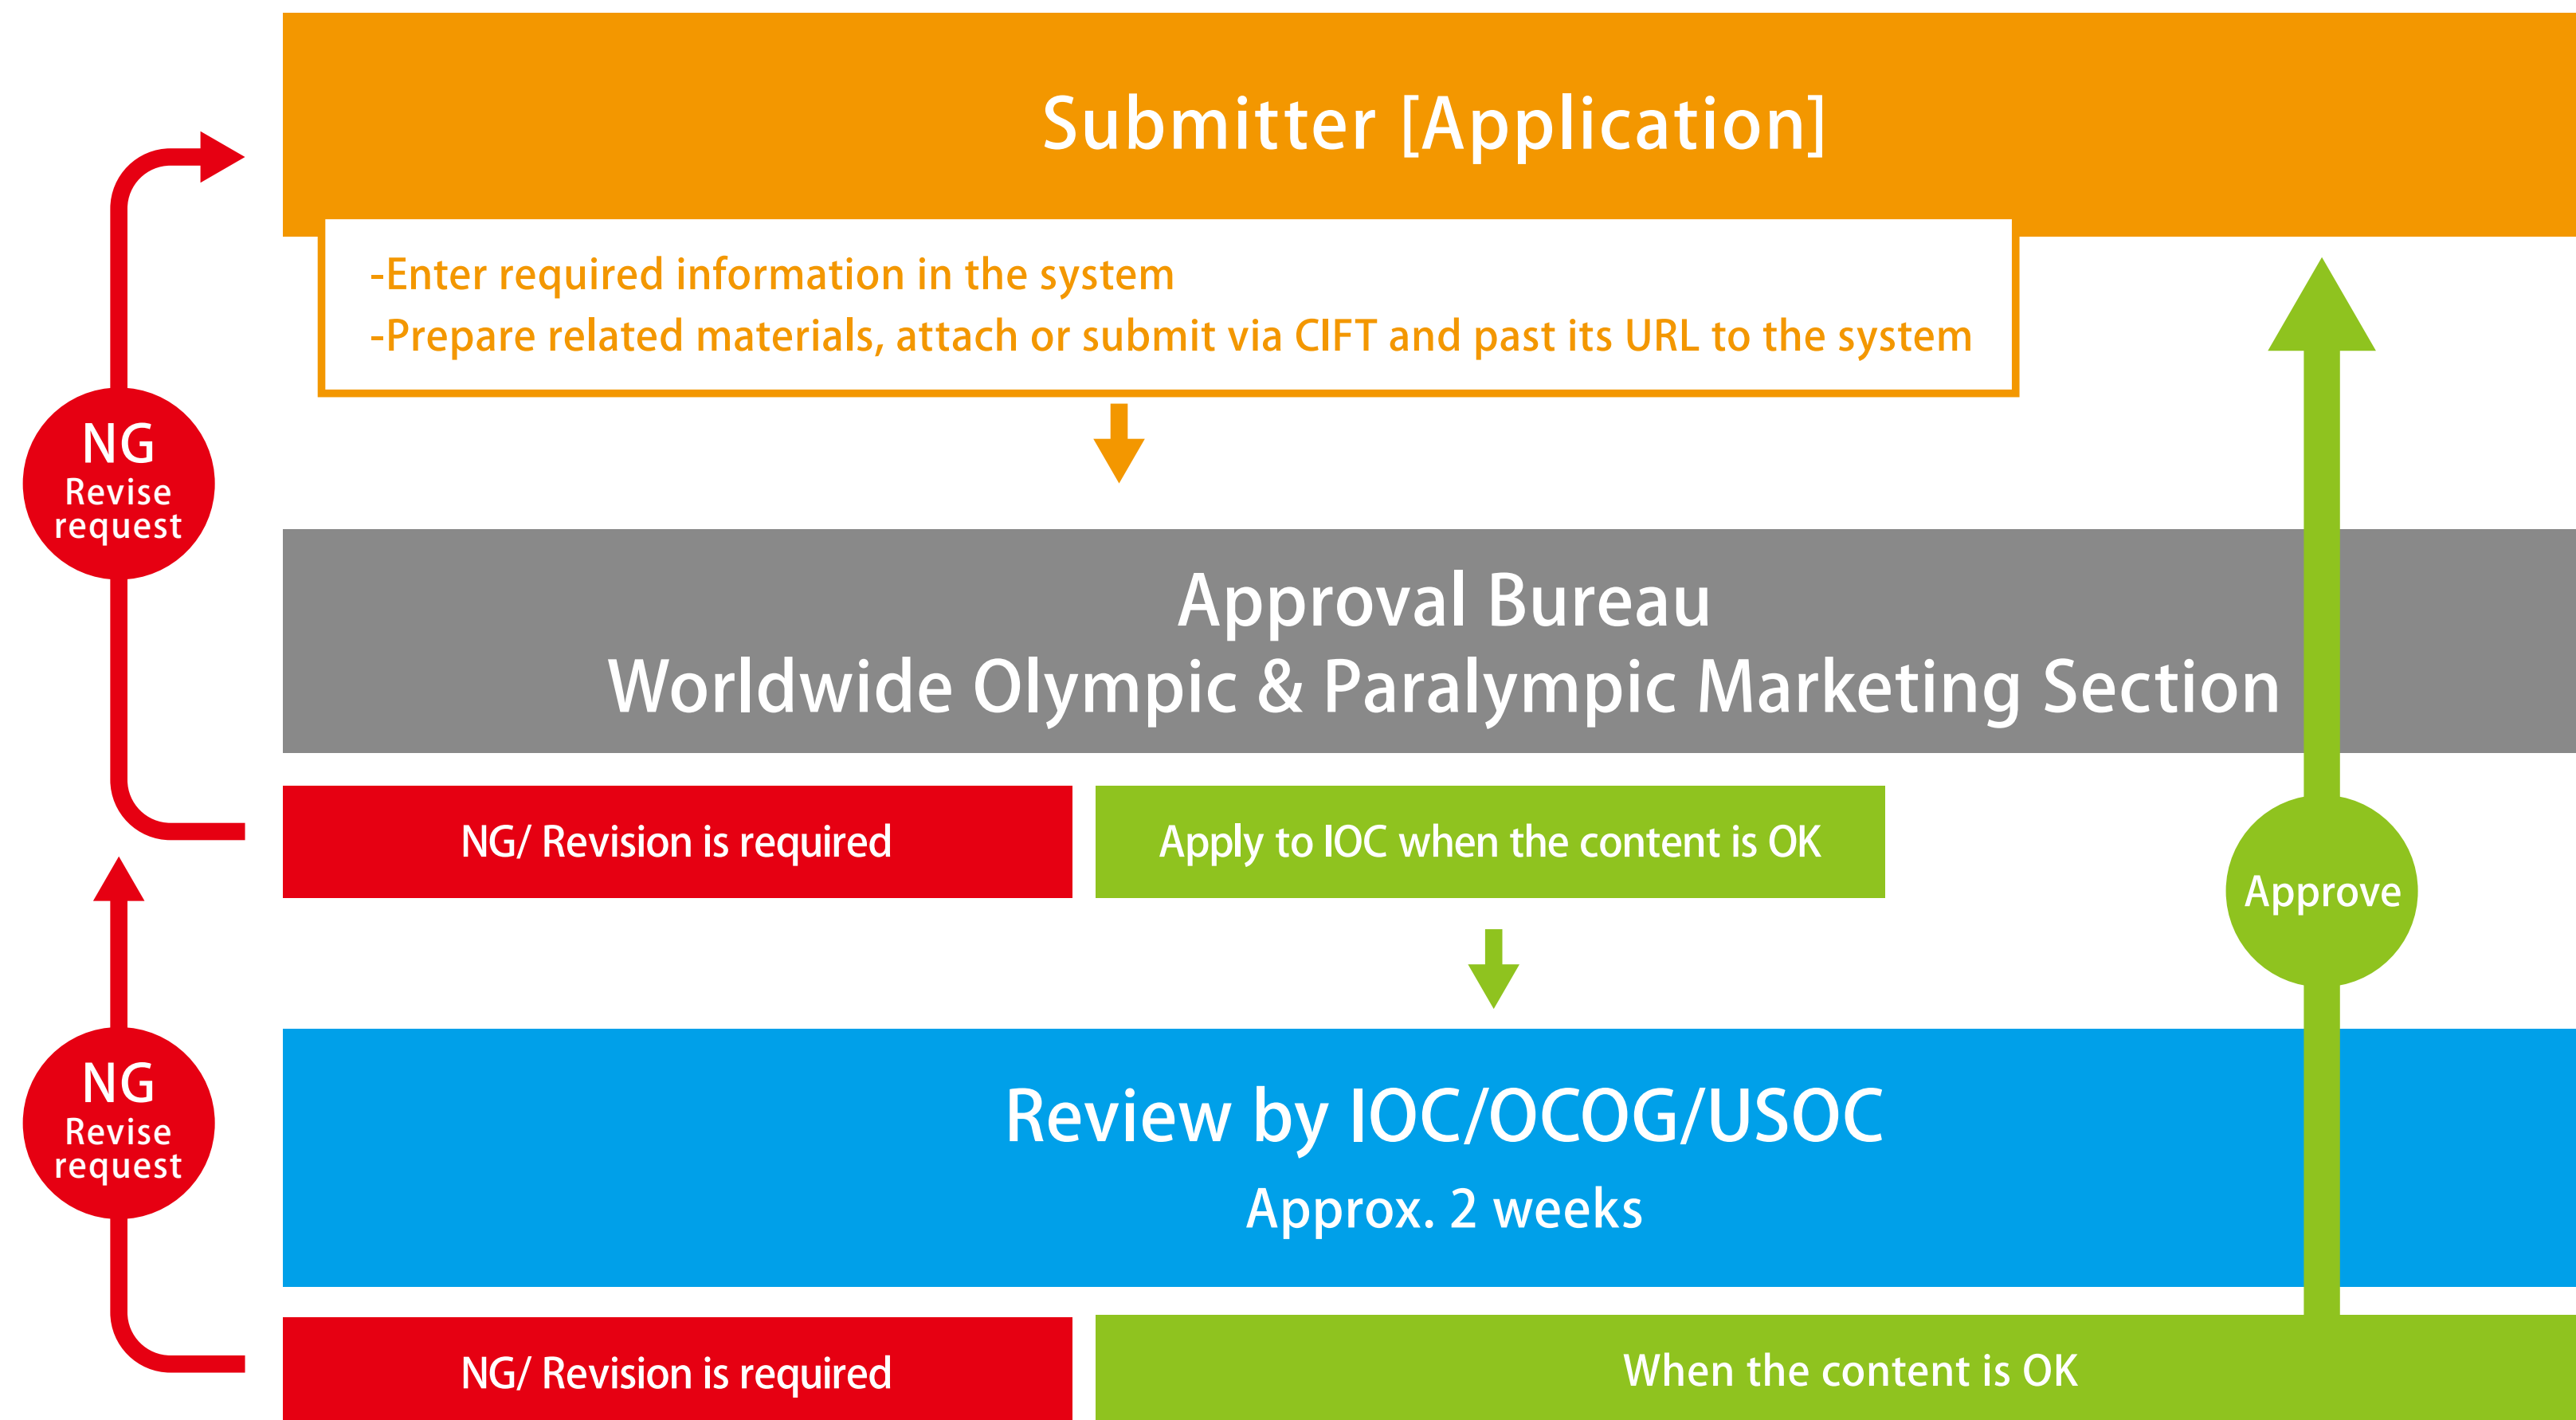 Submitter [Application]
-Enter required information in the system
-Prepare related materials, attach or submit via CIFT and past its URL to the system
NG
Revise
request
Approval Bureau
Worldwide Olympic & Paralympic Marketing Section
NG/ Revision is required
Apply to IOC when the content is OK
Approve
NG
Revise
request
Review by IOC/OCOG/USOC
Approx. 2 weeks
NG/ Revision is required
When the content is OK